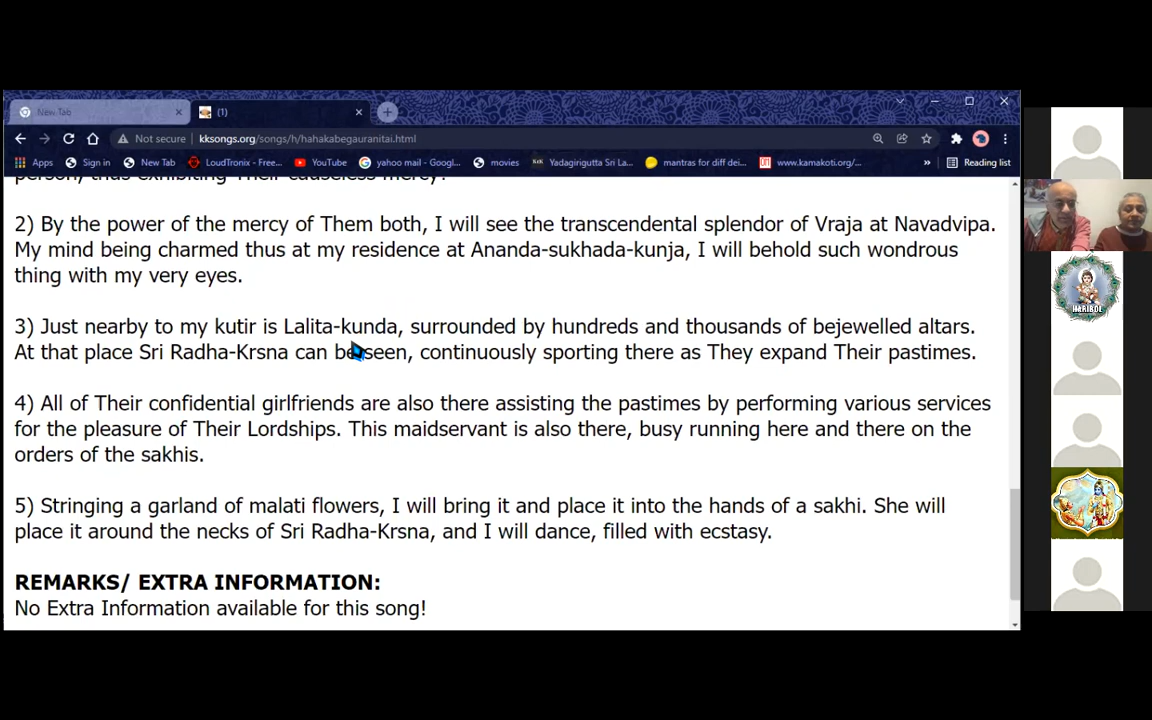 New Tab
(1)
Not secure
kksongs.org/songs/h/hahakabegauranitai.html
Apps
Sign in
New Tab
LoudTronix - Free...
YouTube
yahoo mail - Googl...
movies
Yadagirigutta Sri La...
mantras for diff dei...
www.kamakoti.org/...
»
Reading list
person, thus exhibiting Their causeless mercy!
2) By the power of the mercy of Them both, I will see the transcendental splendor of Vraja at Navadvipa.
My mind being charmed thus at my residence at Ananda-sukhada-kunja, I will behold such wondrous
thing with my very eyes.
3) Just nearby to my kutir is Lalita-kunda, surrounded by hundreds and thousands of bejewelled altars.
At that place Sri Radha-Krsna can be seen, continuously sporting there as They expand Their pastimes.
4) All of Their confidential girlfriends are also there assisting the pastimes by performing various services
for the pleasure of Their Lordships. This maidservant is also there, busy running here and there on the
orders of the sakhis.
5) Stringing a garland of malati flowers, I will bring it and place it into the hands of a sakhi. She will
place it around the necks of Sri Radha-Krsna, and I will dance, filled with ecstasy.
REMARKS/ EXTRA INFORMATION:
No Extra Information available for this song!
HARIBOL